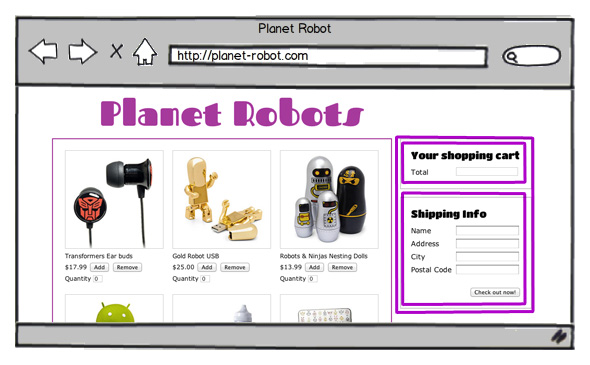 Planet Robot
http://planet-robot.com
Planet Robots
Transformers Ear buds
$17.99 Add Remove
Quantity 0
Gold Robot USB
$25.00 Add Remove
Quantity 0
Robots & Ninjas Nesting Dolls
$13.99 Add Remove
Quantity 0
Your shopping cart
Total
Shipping Info
Name
Address
City
Postal Code
Check out now!